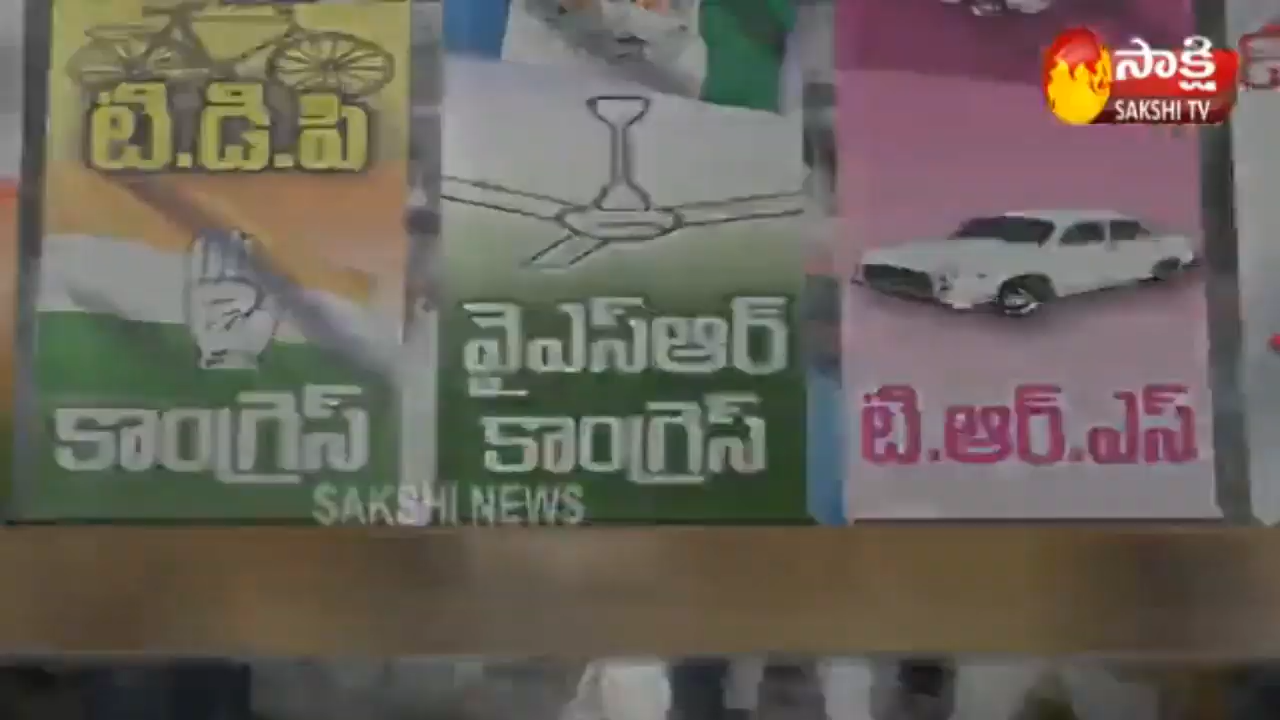 టి.డి.పి
కాంగ్రెస్
వైఎస్ఆర్
కాంగ్రెస్
టి.ఆర్.ఎస్
సాక్షి
SAKSHI TV
SAKSHI NEWS